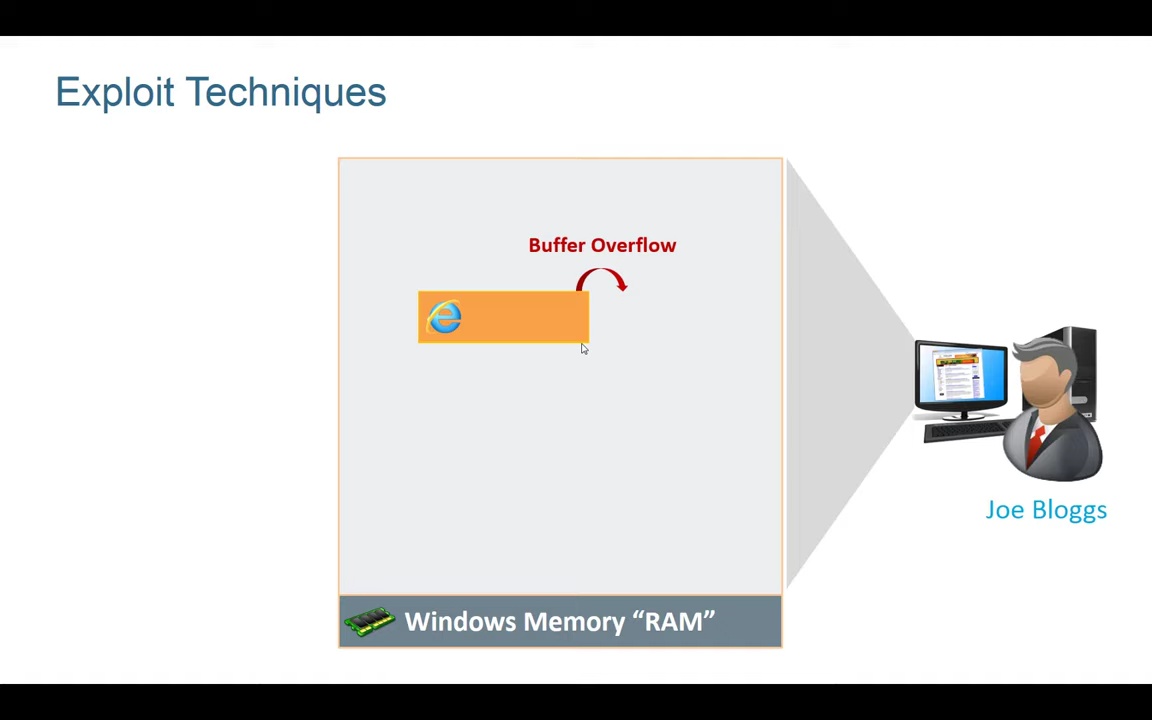 Exploit Techniques
Buffer Overflow
Joe Bloggs
Windows Memory “RAM”